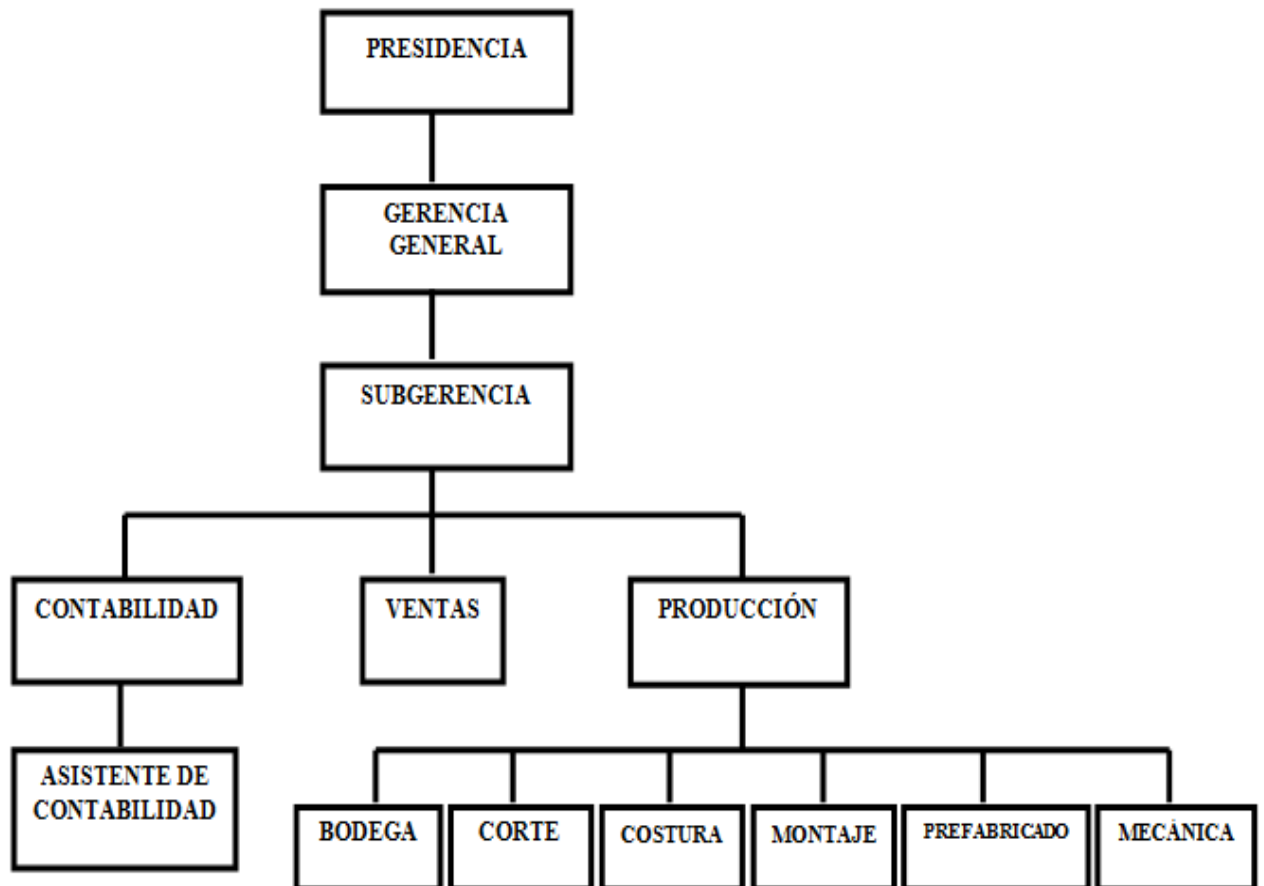 PRESIDENCIA
GERENCIA
GENERAL
SUBGERENCIA
CONTABILIDAD
VENTAS
PRODUCCIÓN
ASISTENTE DE
CONTABILIDAD
BODEGA
CORTE
COSTURA
MONTAJE
PREFABRICADO
MECÁNICA